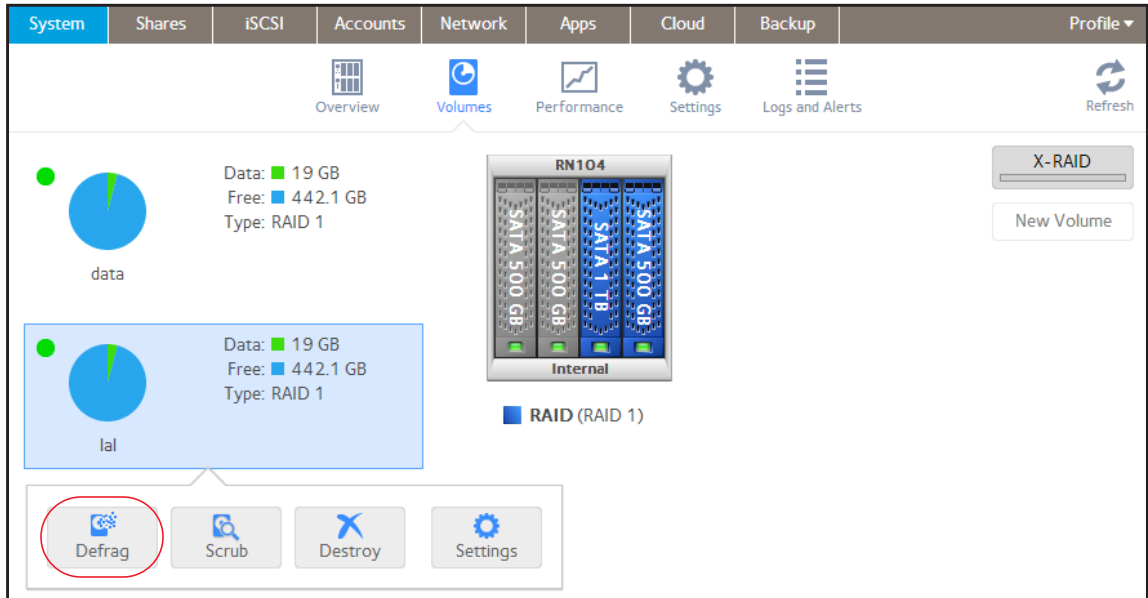 System Shares iSCSI Accounts Network Apps Cloud Backup Profile
Overview Volumes Performance Settings Logs and Alerts Refresh
Data: 19 GB
Free: 442.1 GB
Type: RAID 1
data
RN104
SATA 500 GB
SATA 500 GB
SATA 1 TB
SATA 500 GB
Internal
RAID (RAID 1)
X-RAID
New Volume
Data: 19 GB
Free: 442.1 GB
Type: RAID 1
lal
Defrag Scrub Destroy Settings